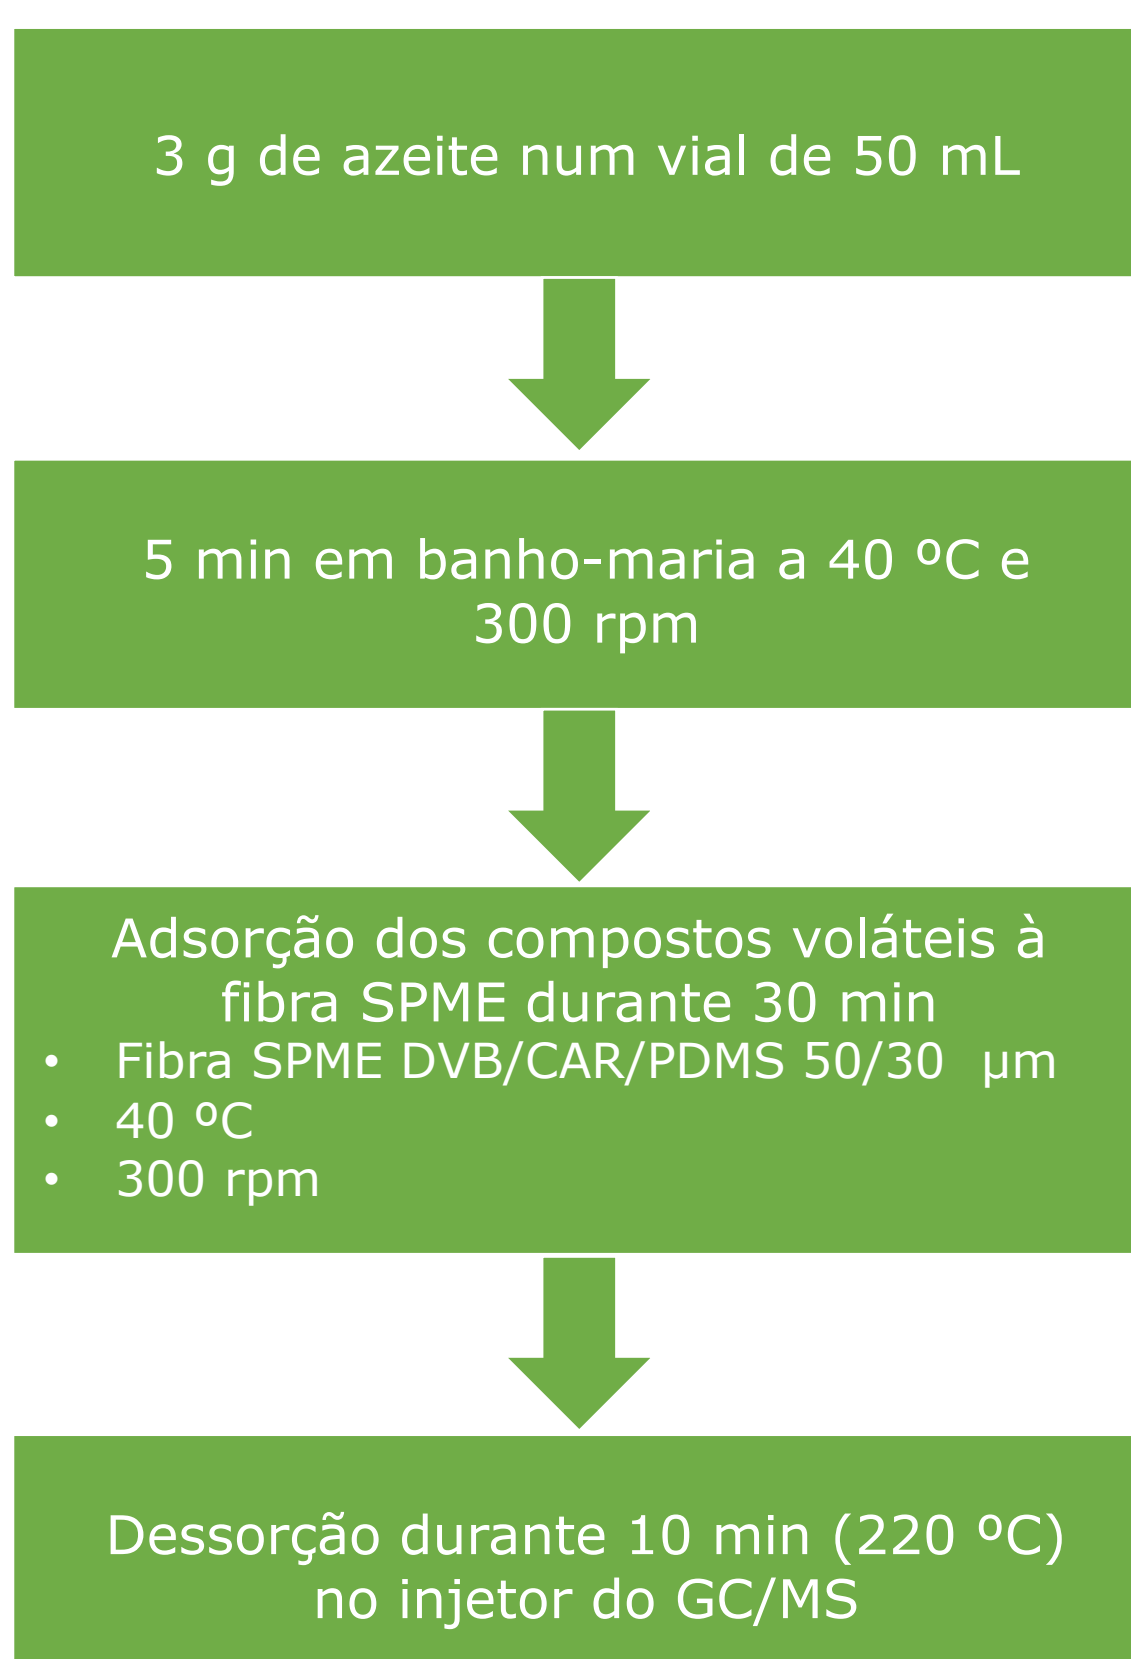 3 g de azeite num vial de 50 mL
5 min em banho-maria a 40 ºC e
300 rpm
Adsorção dos compostos voláteis à
fibra SPME durante 30 min
• Fibra SPME DVB/CAR/PDMS 50/30 µm
• 40 ºC
• 300 rpm
Dessorção durante 10 min (220 ºC)
no injetor do GC/MS